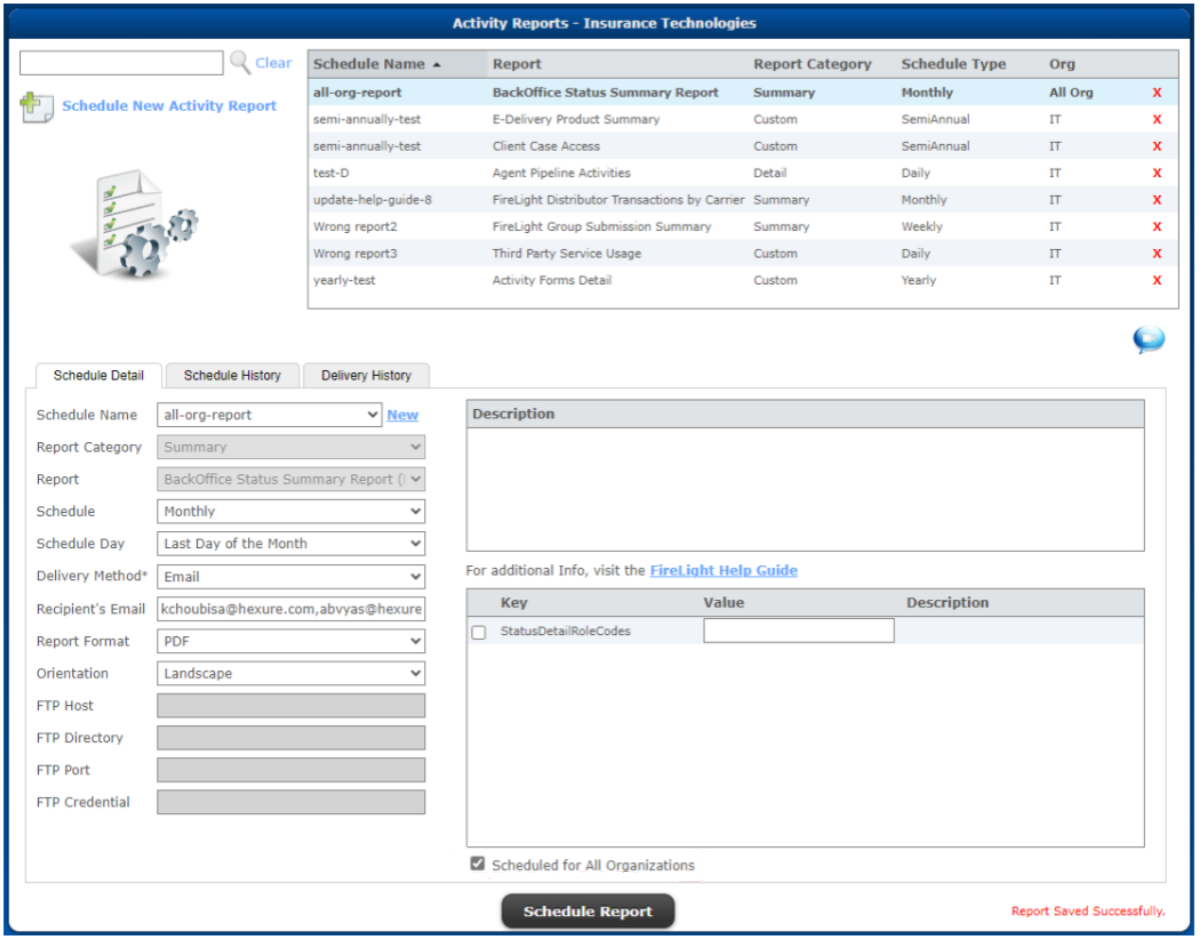 Activity Reports - Insurance Technologies
Clear
Schedule New Activity Report
Schedule Name Report Report Category Schedule Type Org
all-org-report BackOffice Status Summary Report Summary Monthly All Org X
semi-annually-test E-Delivery Product Summary Custom SemiAnnual IT X
semi-annually-test Client Case Access Custom SemiAnnual IT X
test-D Agent Pipeline Activities Detail Daily IT X
update-help-guide-8 FireLight Distributor Transactions by Carrier Summary Monthly IT X
Wrong report2 FireLight Group Submission Summary Summary Weekly IT X
Wrong report3 Third Party Service Usage Custom Daily IT X
yearly-test Activity Forms Detail Custom Yearly IT X
Schedule Detail Schedule History Delivery History
Schedule Name all-org-report New
Report Category Summary
Report BackOffice Status Summary Report (
Schedule Monthly
Schedule Day Last Day of the Month
Delivery Method* Email
Recipient's Email kchoubisa@hexure.com,abvyas@hexure
Report Format PDF
Orientation Landscape
FTP Host
FTP Directory
FTP Port
FTP Credential
Description
For additional Info, visit the FireLight Help Guide
Key Value Description
StatusDetailRoleCodes
Scheduled for All Organizations
Schedule Report
Report Saved Successfully.